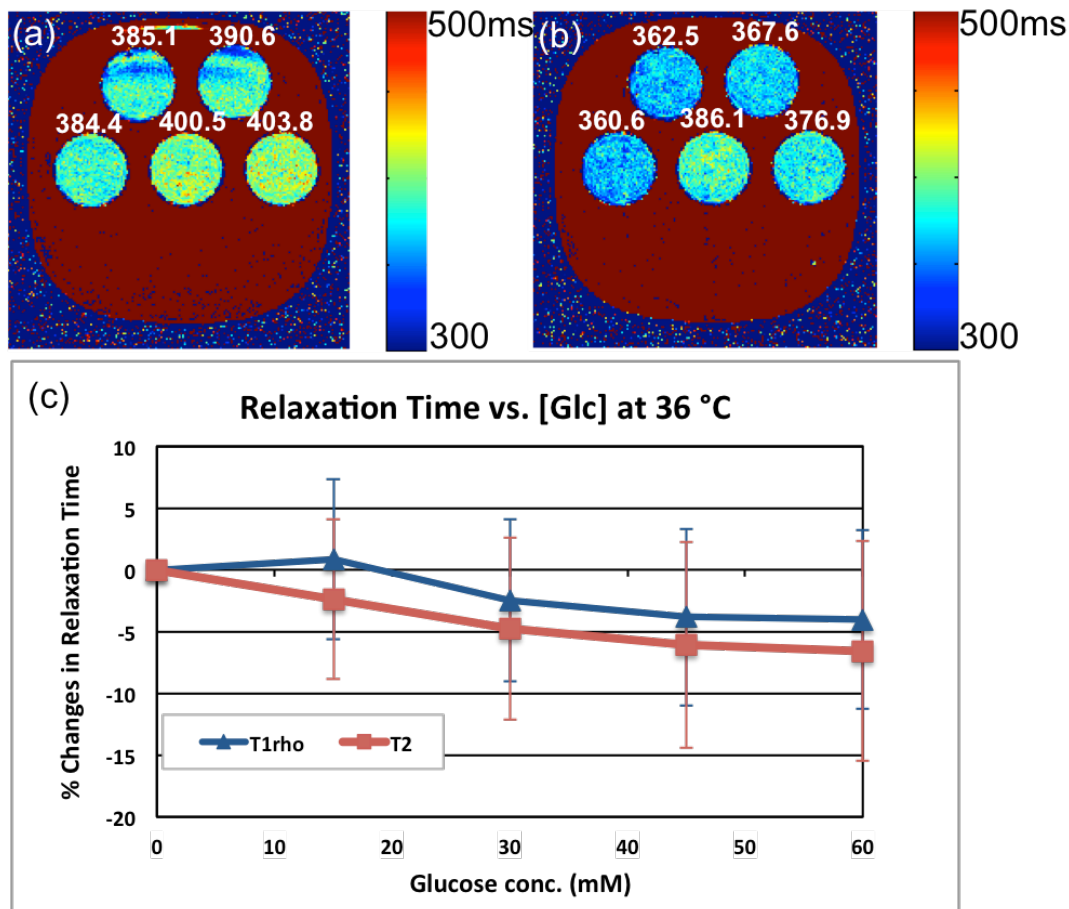 (a)
385.1 390.6
384.4 400.5 403.8
500ms
300
(b)
362.5 367.6
360.6 386.1 376.9
500ms
300
(c)
Relaxation Time vs. [Glc] at 36 °C
% Changes in Relaxation Time
10
5
0
-5
-10
-15
-20
T1rho T2
0 10 20 30 40 50 60
Glucose conc. (mM)